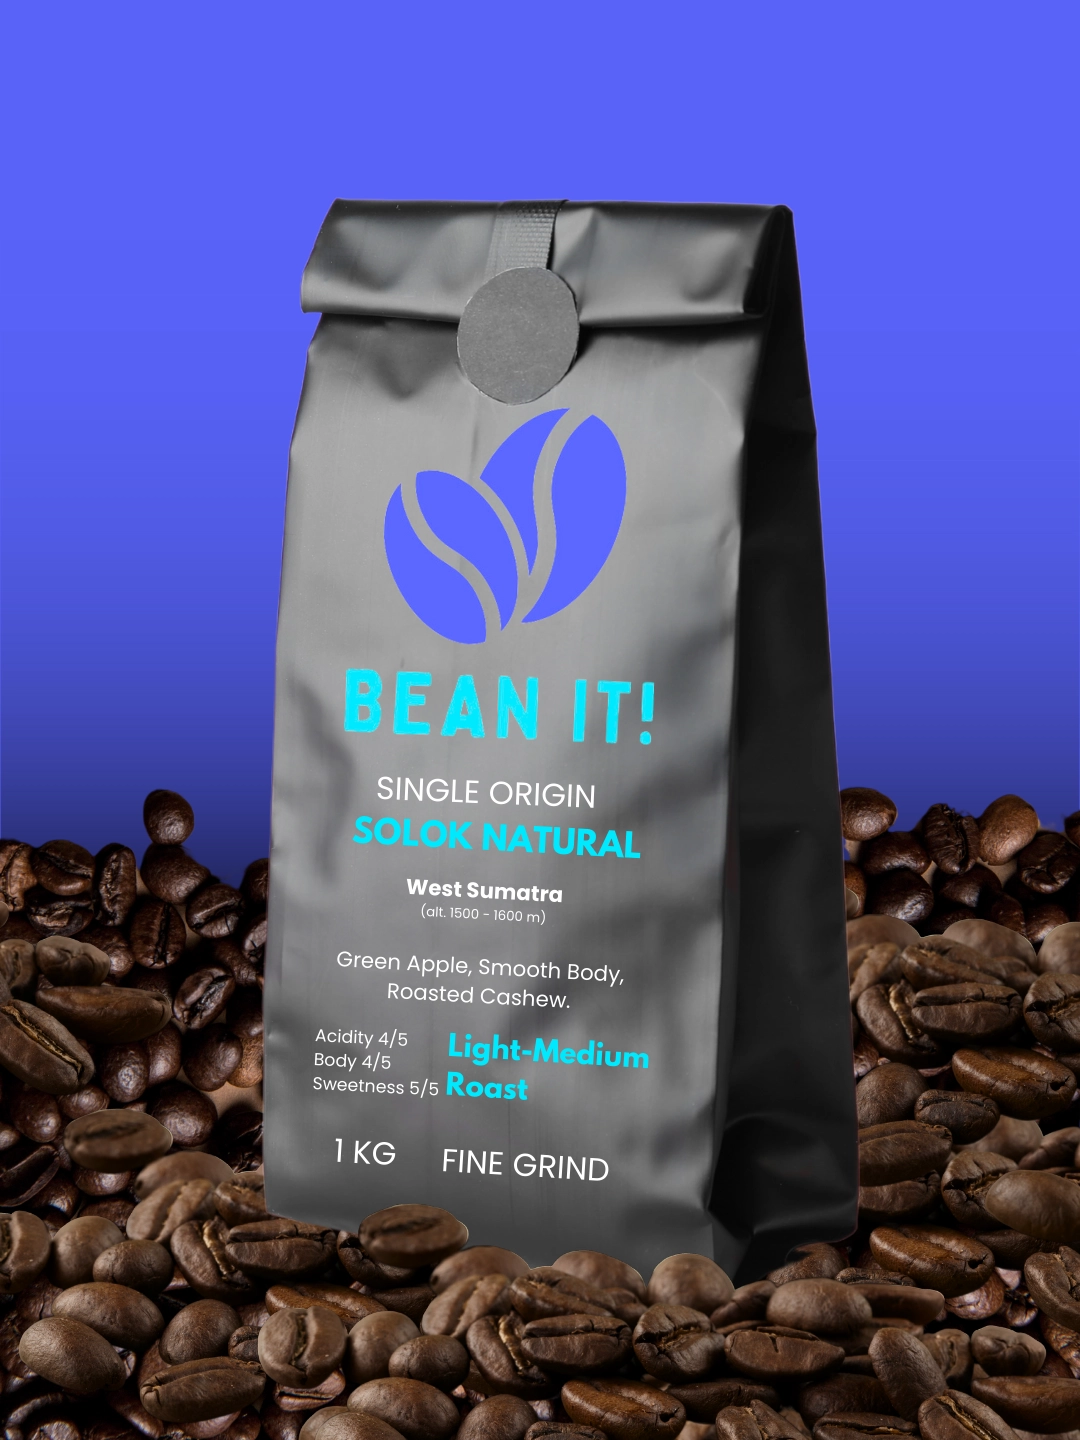 BEAN IT!
SINGLE ORIGIN
SOLOK NATURAL
West Sumatra
(alt. 1500 - 1600 m)
Green Apple, Smooth Body,
Roasted Cashew.
Acidity 4/5
Body 4/5
Sweetness 5/5
Light-Medium
Roast
1 KG
FINE GRIND